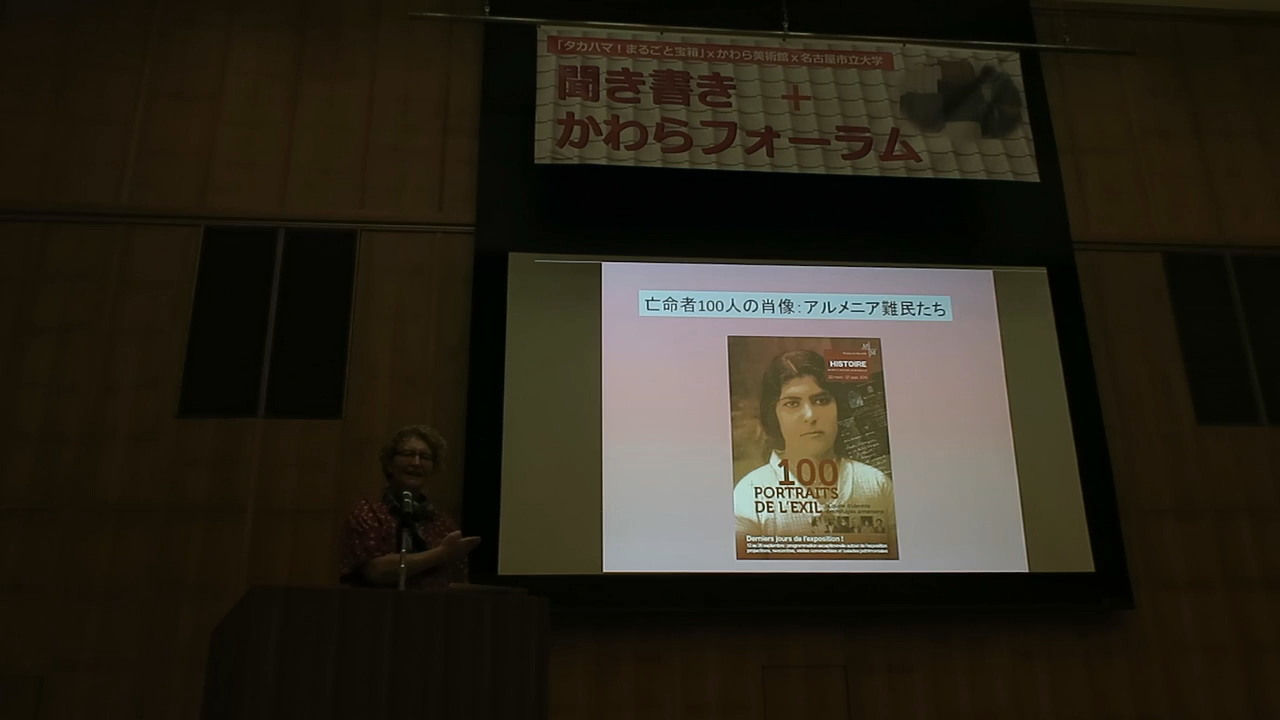 「タカハマ！まるごと宝箱」×かわら美術館×名古屋市立大学
聞き書き +
かわらフォーラム
亡命者100人の肖像:アルメニア難民たち
HISTOIRE
100
PORTRAITS
DE L'EXIL
Derniers jours de l'exposition !